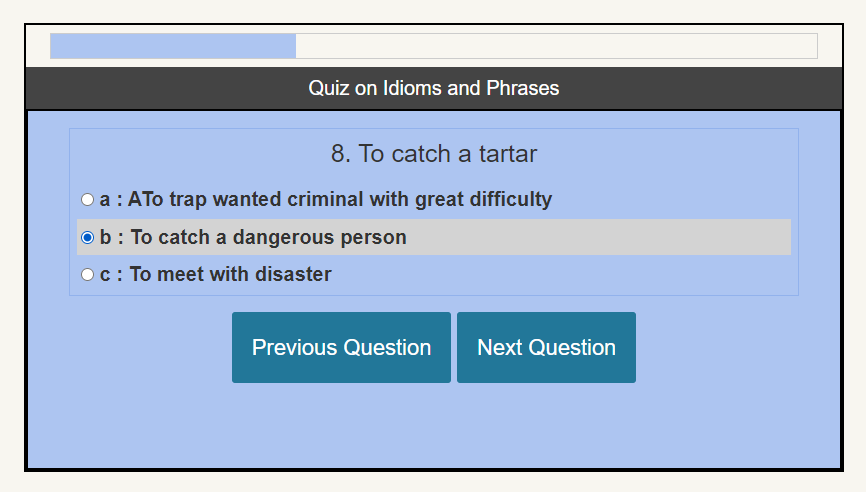 Quiz on Idioms and Phrases
8. To catch a tartar
a : ATo trap wanted criminal with great difficulty
b : To catch a dangerous person
c : To meet with disaster
Previous Question Next Question